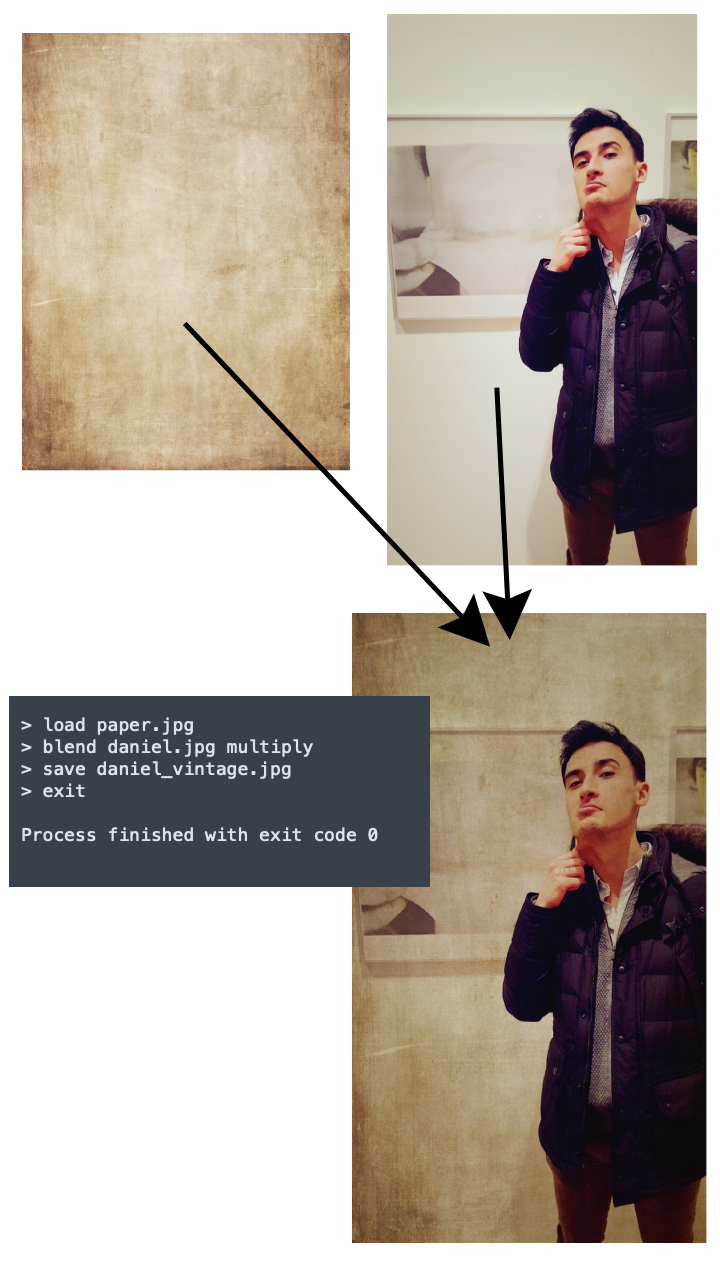 > load paper.jpg
> blend daniel.jpg multiply
> save daniel_vintage.jpg
> exit
Process finished with exit code 0